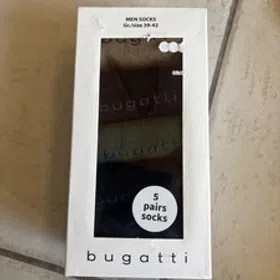 MEN SOCKS
Gr./size 39-42
bugatti
bugatti
5
pairs
socks
bugatti